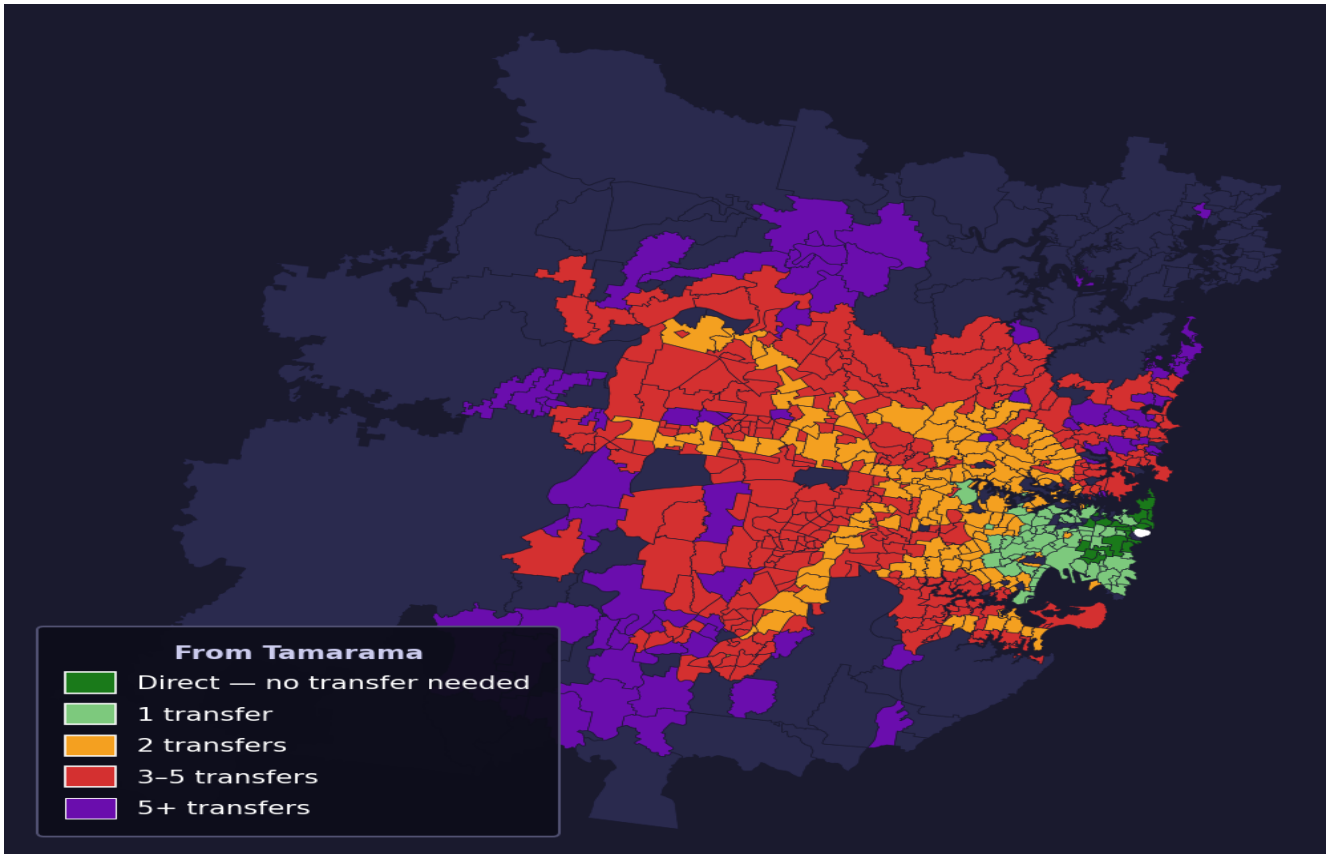 From Tamarama
Direct — no transfer needed
1 transfer
2 transfers
3–5 transfers
5+ transfers